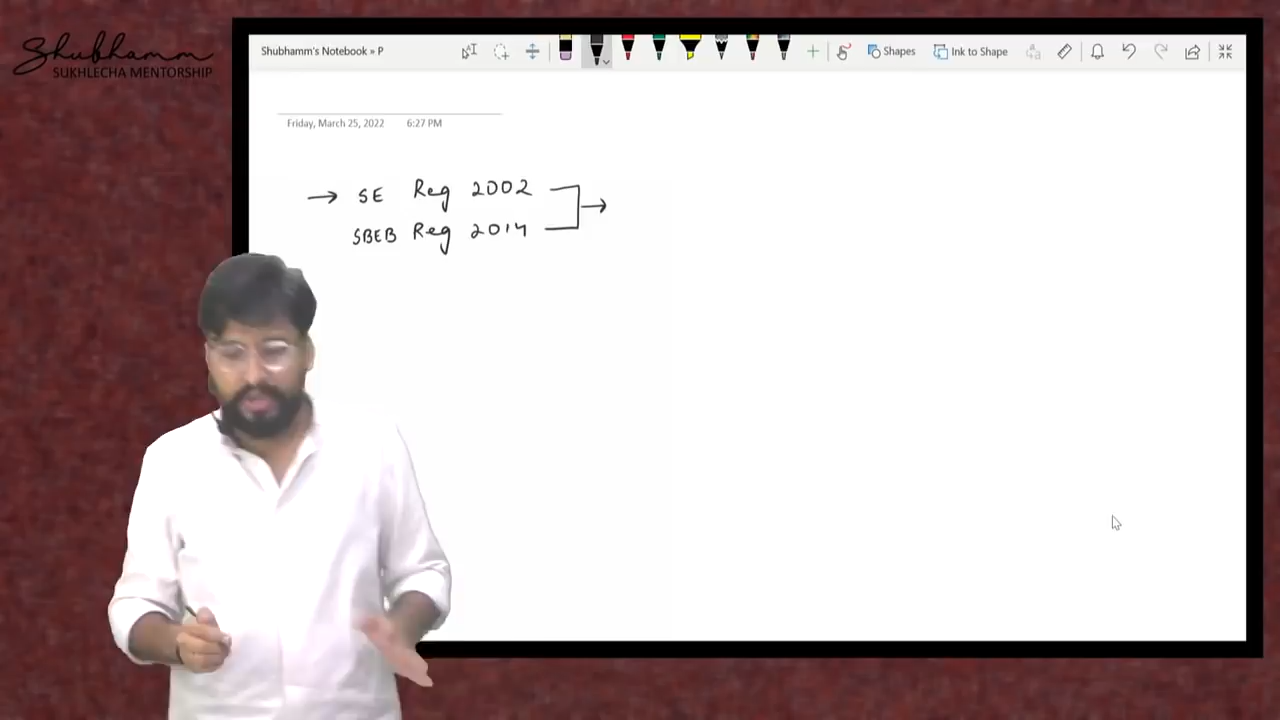 Shubhamm
SUKHLECHA MENTORSHIP
Shubhamm's Notebook » P
Shapes
Ink to Shape
Friday, March 25, 2022 6:27 PM
→ SE Reg 2002
SBEB Reg 2014 →